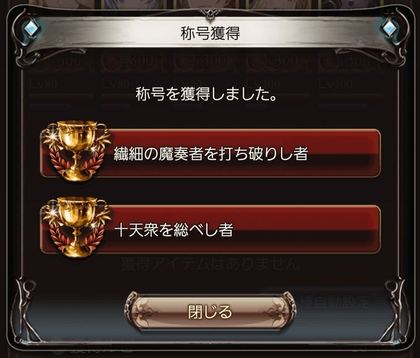 称号獲得
称号を獲得しました。
繊細の魔奏者を打ち破りし者
十天衆を総べし者
獲得アイテムはありません
閉じる